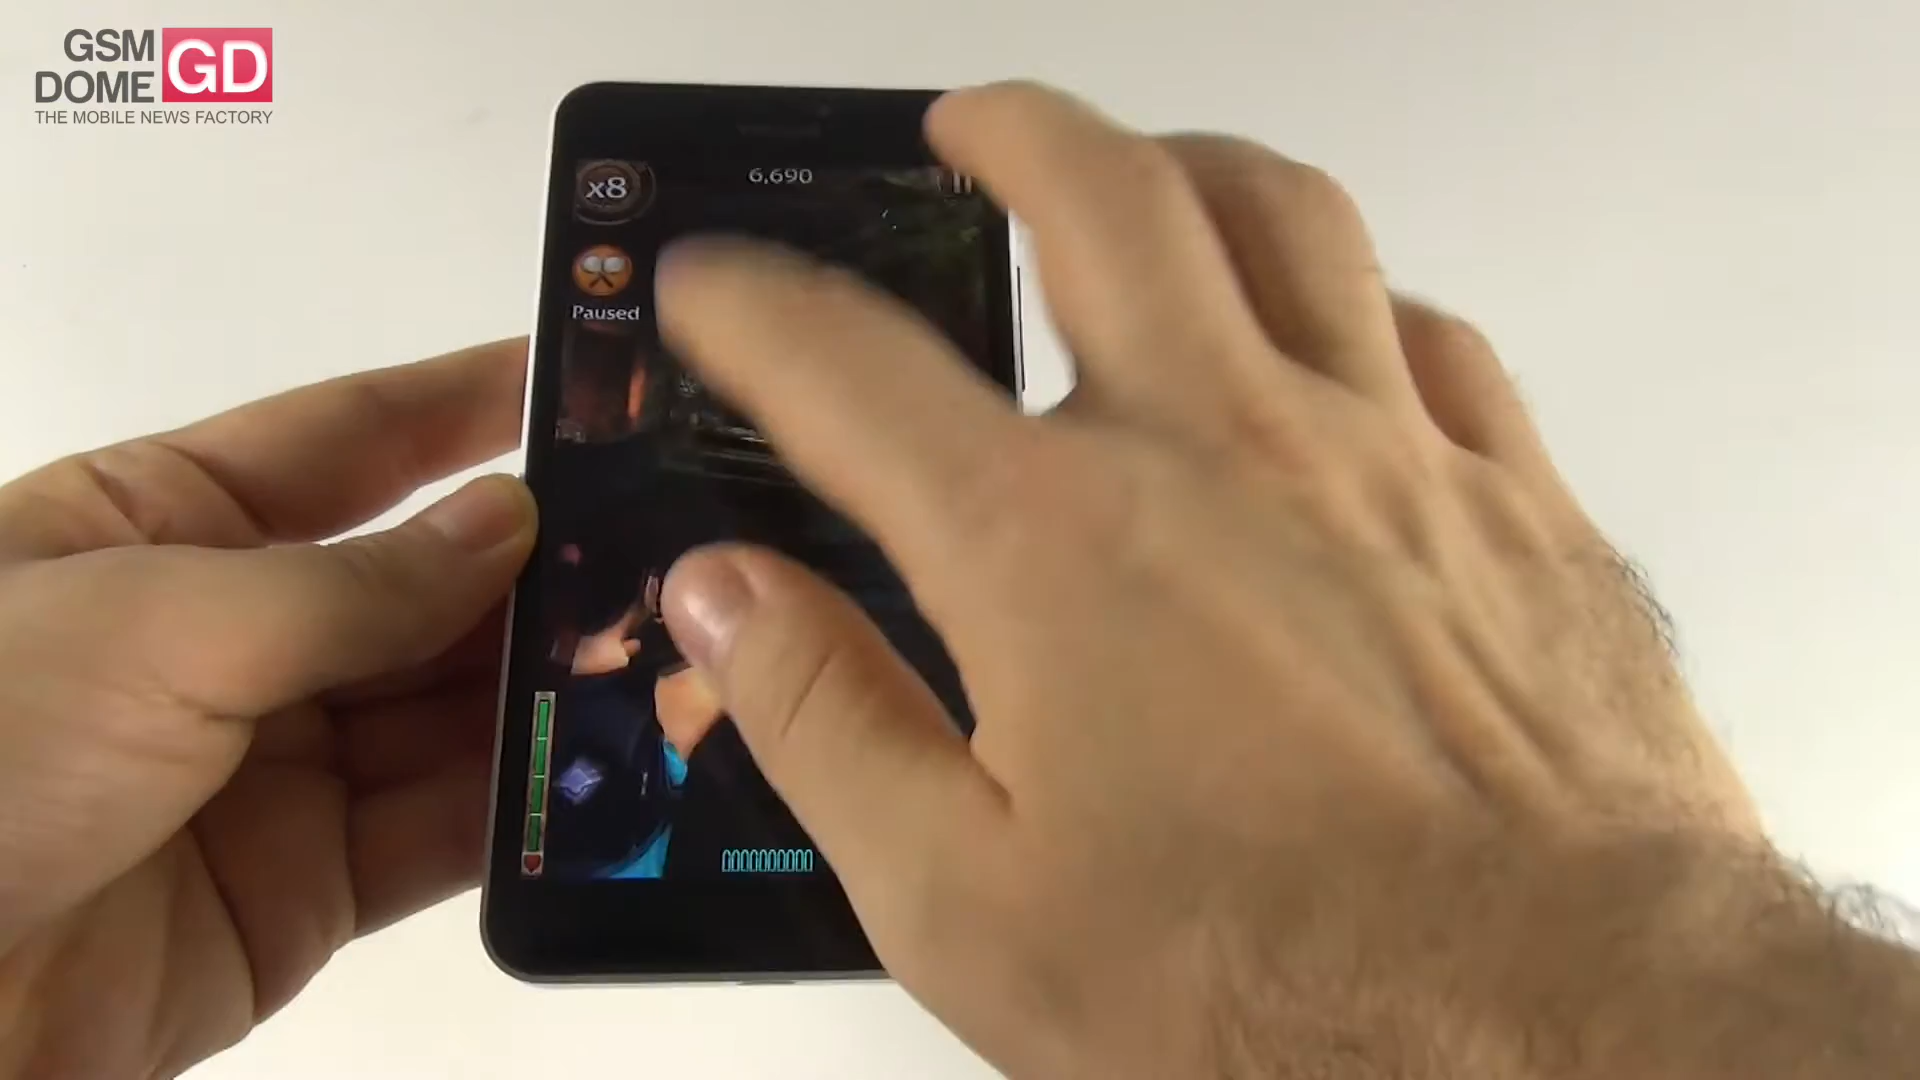 GSM
DOME GD
THE MOBILE NEWS FACTORY
x8
6,690
Paused